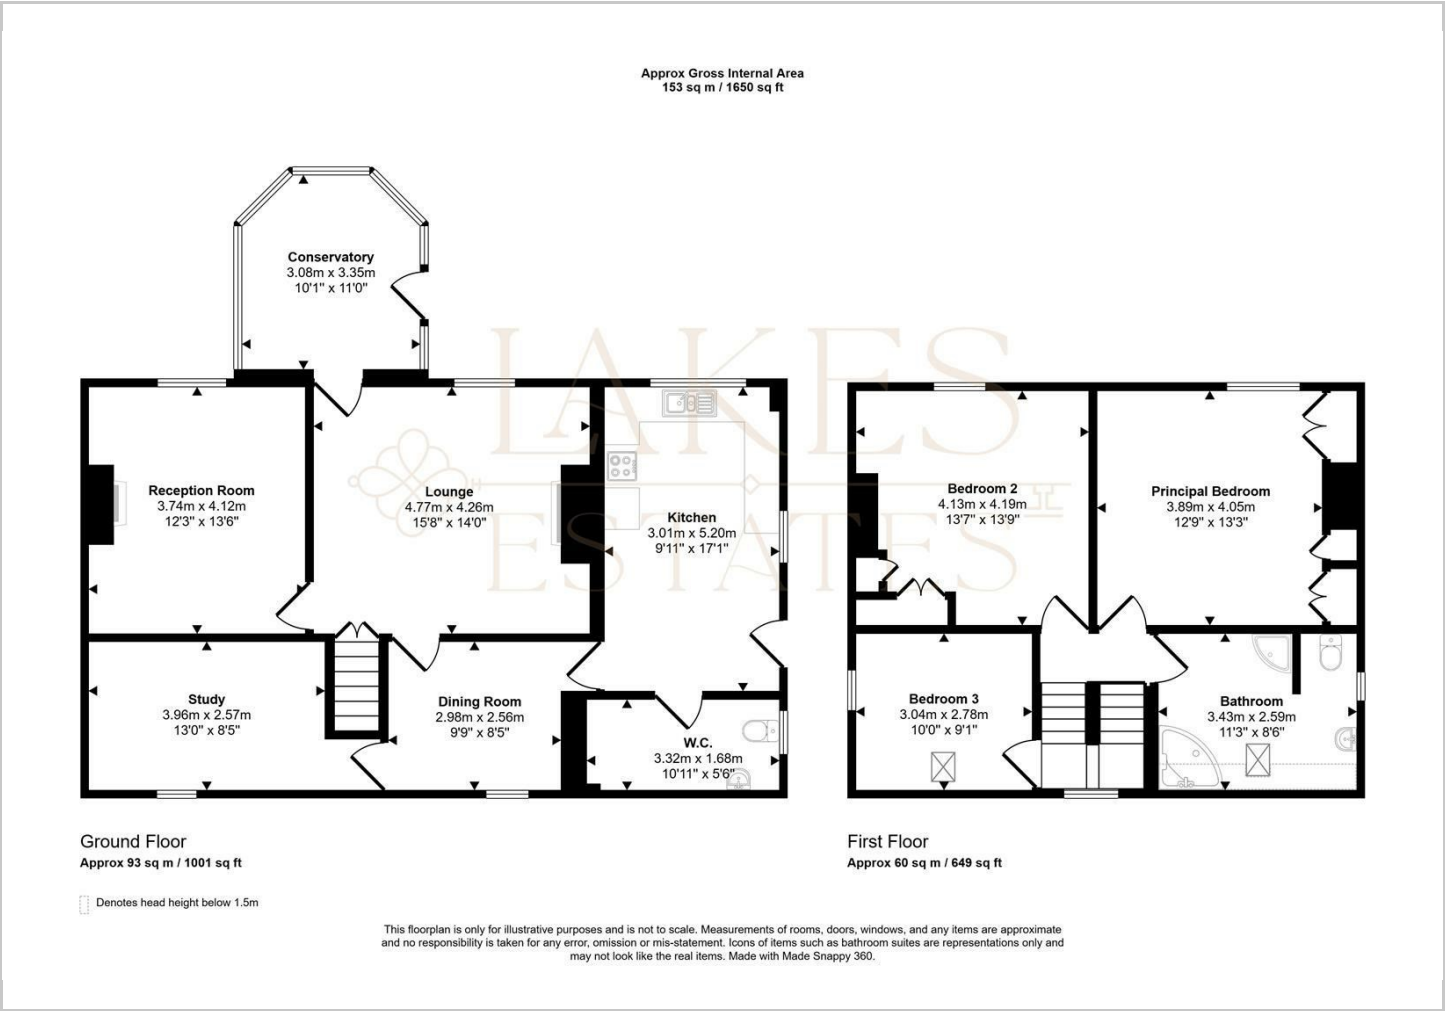 Approx Gross Internal Area
153 sq m / 1650 sq ft
Conservatory
3.08m x 3.35m
10'1" x 11'0"
LAKES
ESTATES
Reception Room
3.74m x 4.12m
12'3" x 13'6"
Lounge
4.77m x 4.26m
15'8" x 14'0"
Kitchen
3.01m x 5.20m
9'11" x 17'1"
Study
3.96m x 2.57m
13'0" x 8'5"
Dining Room
2.98m x 2.56m
9'9" x 8'5"
W.C.
3.32m x 1.68m
10'11" x 5'6"
Bedroom 2
4.13m x 4.19m
13'7" x 13'9"
Principal Bedroom
3.89m x 4.05m
12'9" x 13'3"
Bedroom 3
3.04m x 2.78m
10'0" x 9'1"
Bathroom
3.43m x 2.59m
11'3" x 8'6"
Ground Floor
Approx 93 sq m / 1001 sq ft
First Floor
Approx 60 sq m / 649 sq ft
Denotes head height below 1.5m
This floorplan is only for illustrative purposes and is not to scale. Measurements of rooms, doors, windows, and any items are approximate
and no responsibility is taken for any error, omission or mis-statement. Icons of items such as bathroom suites are representations only and
may not look like the real items. Made with Made Snappy 360.